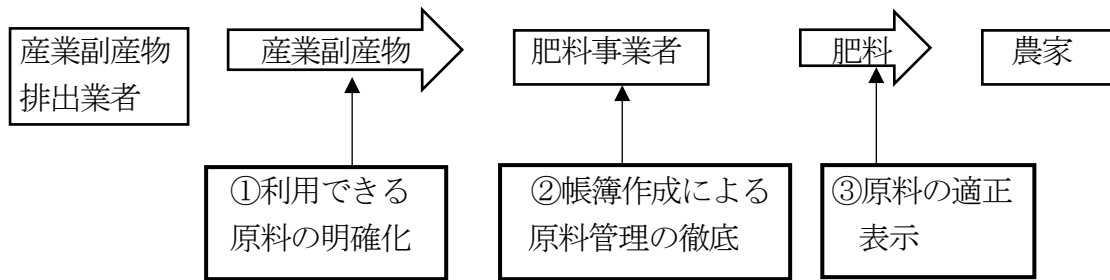 産業副産物
排出業者
産業副産物
肥料事業者
肥料
農家
①利用できる
原料の明確化
②帳簿作成による
原料管理の徹底
③原料の適正
表示